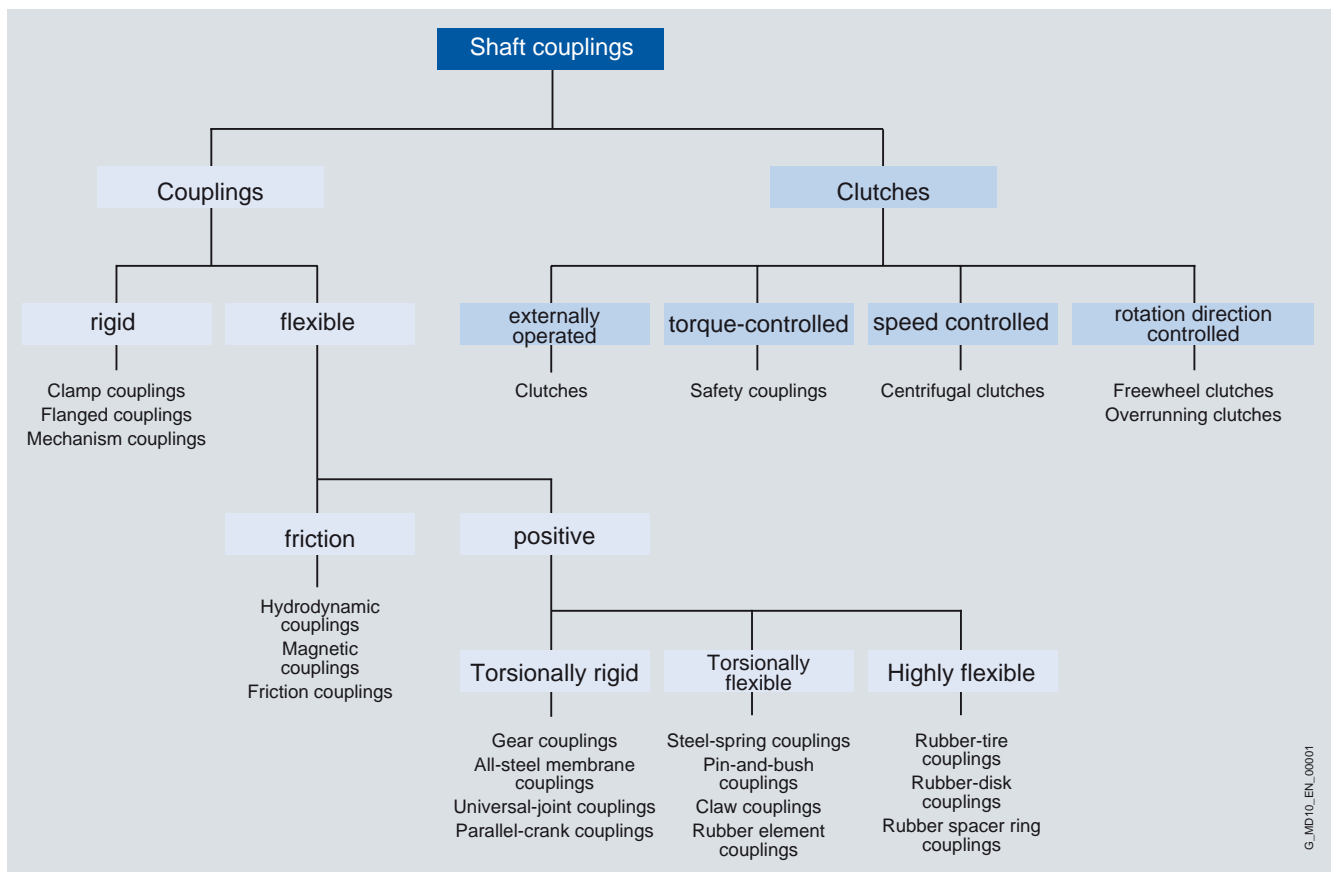 Shaft couplings
Couplings
Clutches
rigid
flexible
externally
operated
torque-controlled
speed controlled
rotation direction
controlled
Clamp couplings
Flanged couplings
Mechanism couplings
Clutches
Safety couplings
Centrifugal clutches
Freewheel clutches
Overrunning clutches
friction
positive
Hydrodynamic
couplings
Magnetic
couplings
Friction couplings
Torsionally rigid
Torsionally
flexible
Highly flexible
Gear couplings
All-steel membrane
couplings
Universal-joint couplings
Parallel-crank couplings
Steel-spring couplings
Pin-and-bush
couplings
Claw couplings
Rubber element
couplings
Rubber-tire
couplings
Rubber-disk
couplings
Rubber spacer ring
couplings
G_MD10_EN_00001